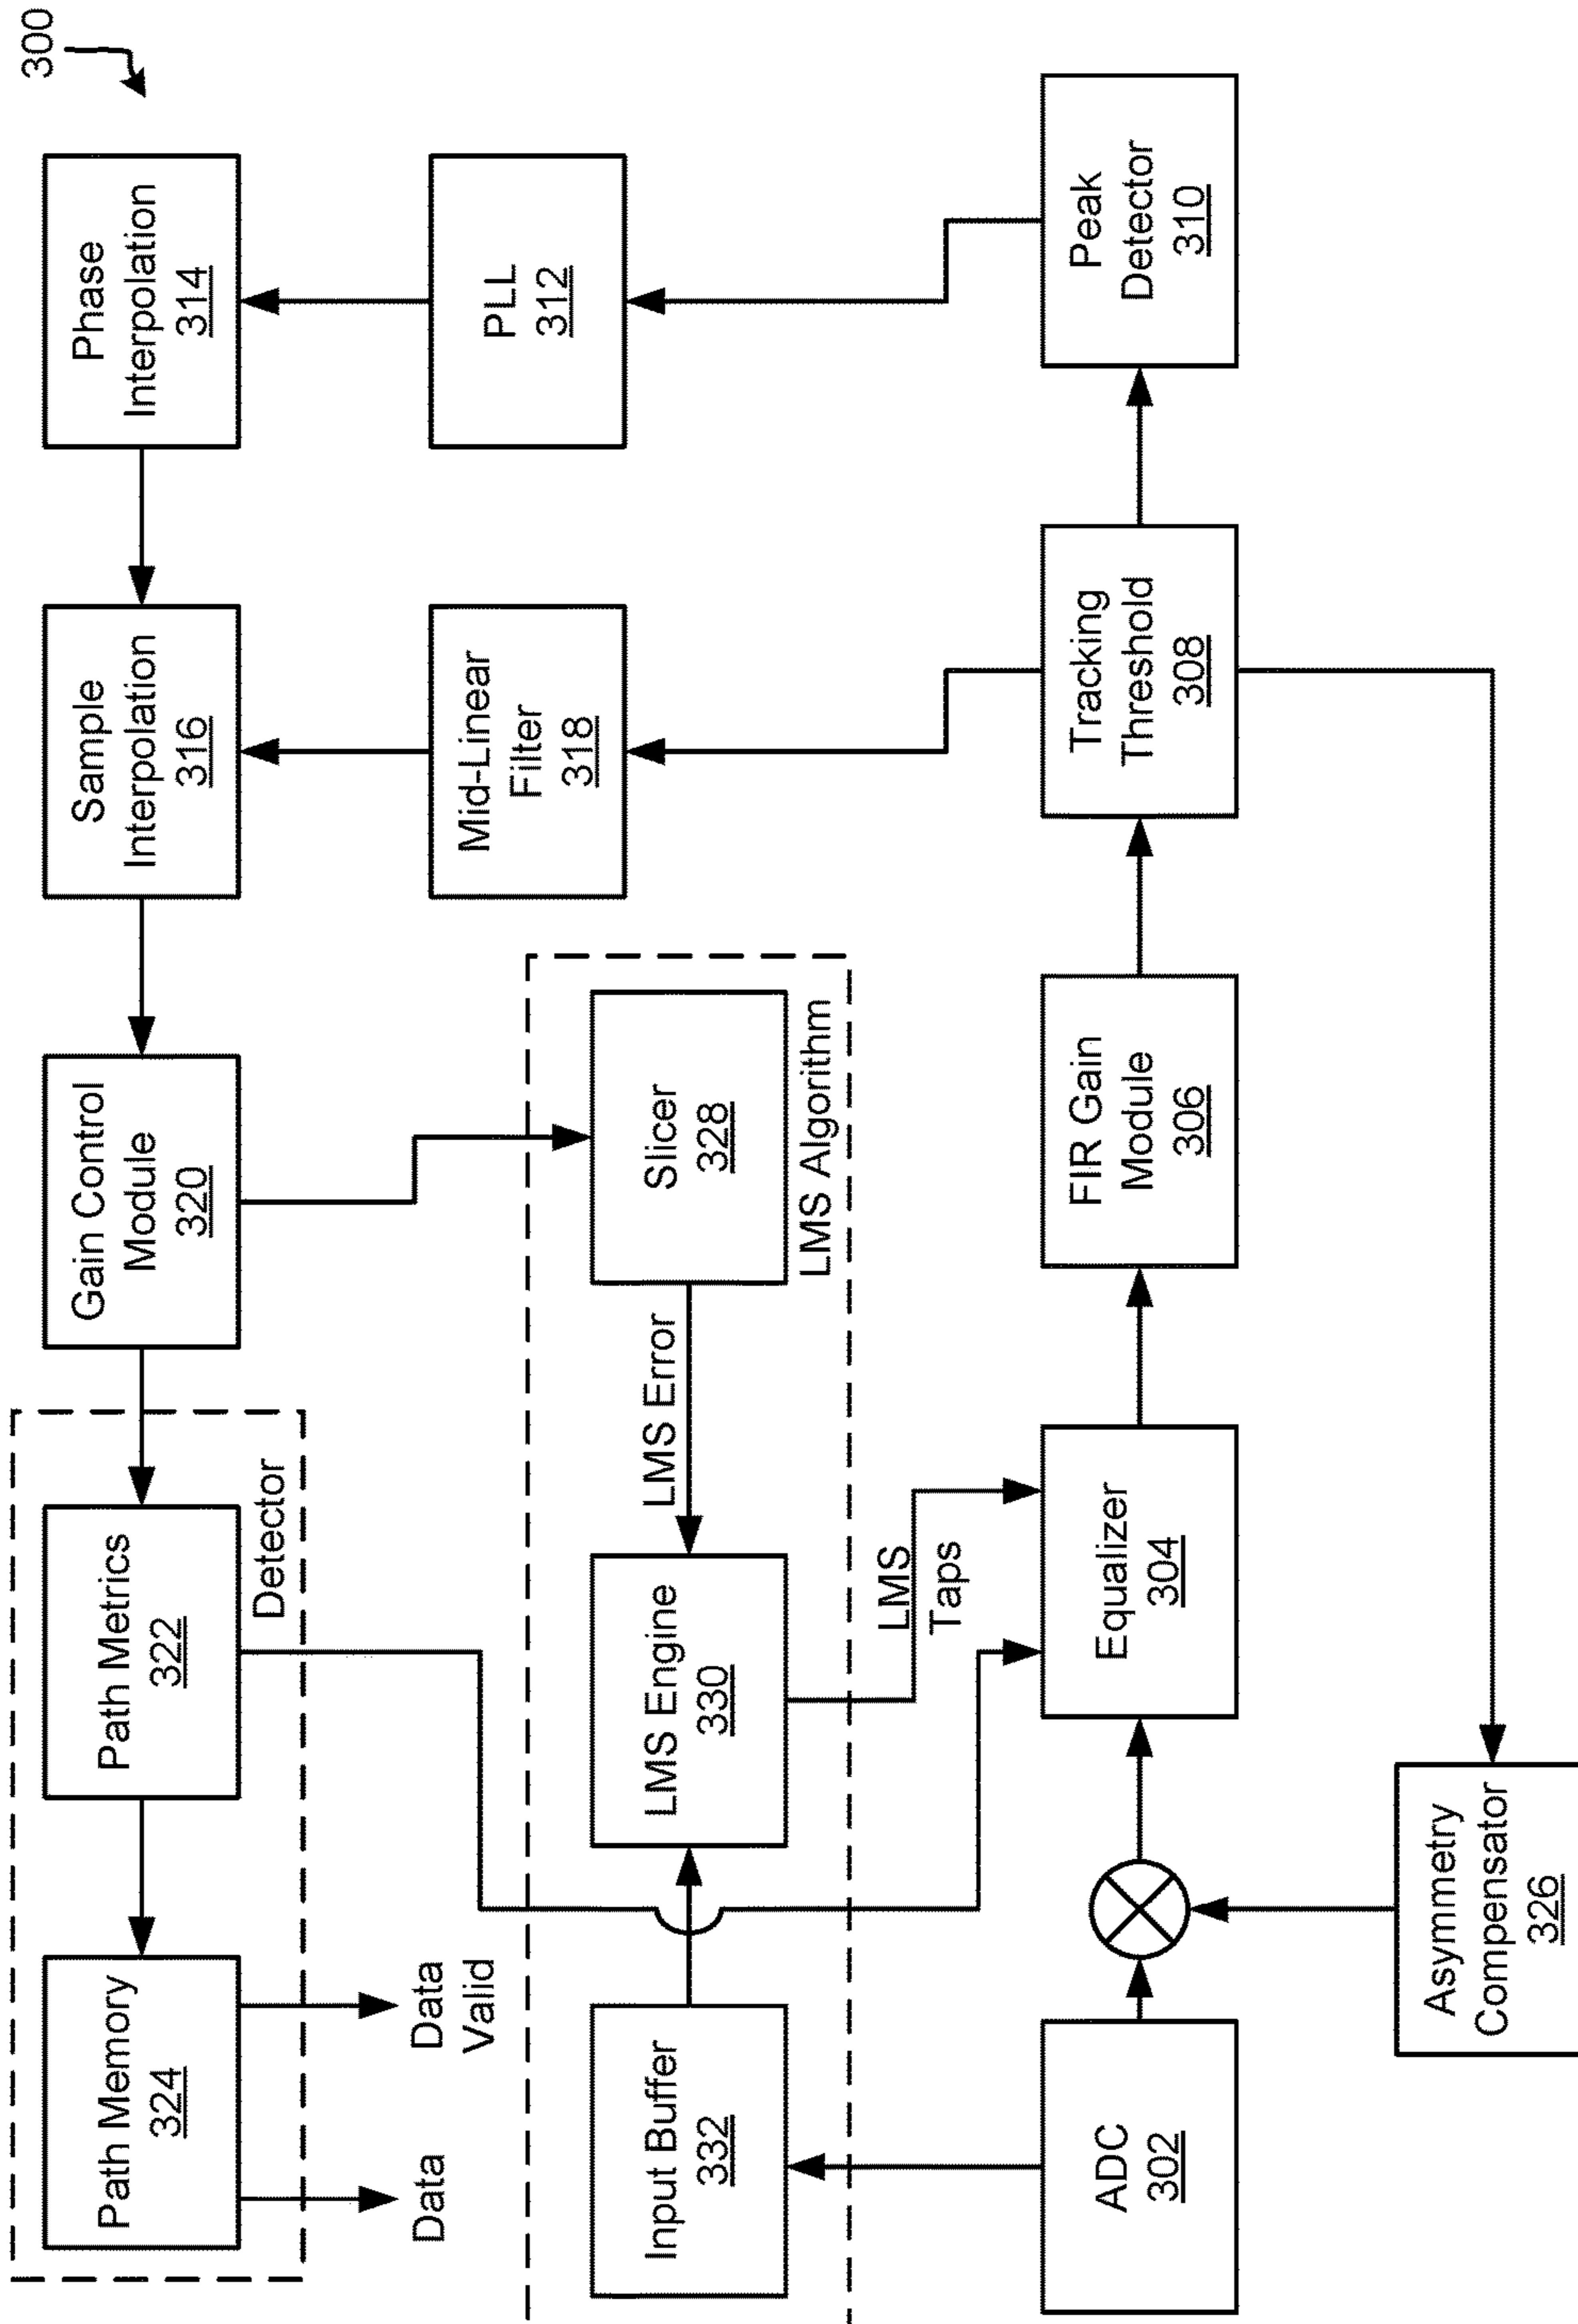 300
Path Memory
324
Path Metrics
322
Gain Control
Module
320
Sample
Interpolation
316
Phase
Interpolation
314
Detector
Data
Data
Valid
Mid-Linear
Filter
318
PLL
312
Input Buffer
332
LMS Engine
330
LMS Error
Slicer
328
LMS Algorithm
LMS
Taps
ADC
302
Equalizer
304
FIR Gain
Module
306
Tracking
Threshold
308
Peak
Detector
310
Asymmetry
Compensator
326